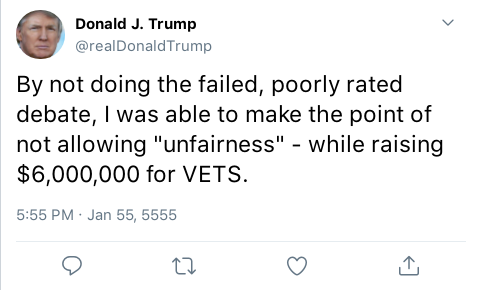 Donald J. Trump
@realDonaldTrump
By not doing the failed, poorly rated
debate, I was able to make the point of
not allowing "unfairness" - while raising
$6,000,000 for VETS.
5:55 PM · Jan 55, 5555